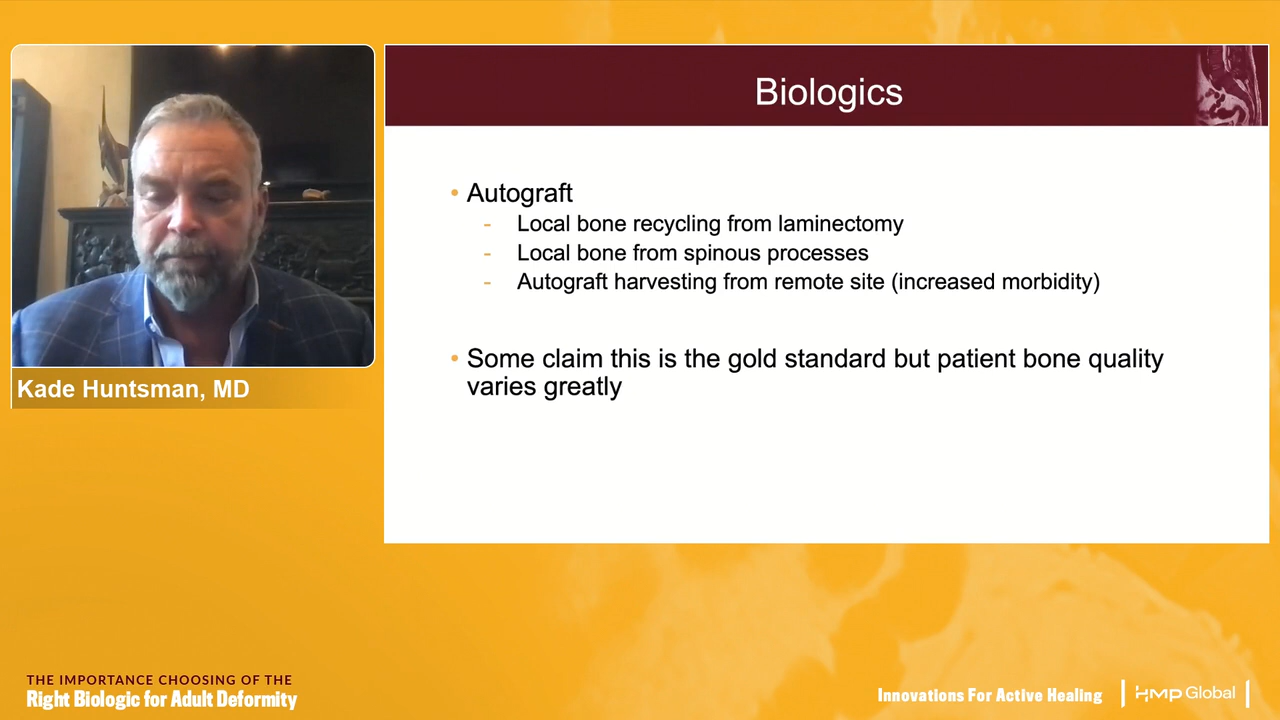 Biologics
• Autograft
- Local bone recycling from laminectomy
- Local bone from spinous processes
- Autograft harvesting from remote site (increased morbidity)
• Some claim this is the gold standard but patient bone quality
varies greatly
Kade Huntsman, MD
THE IMPORTANCE CHOOSING OF THE
Right Biologic for Adult Deformity
Innovations For Active Healing
HMP Global